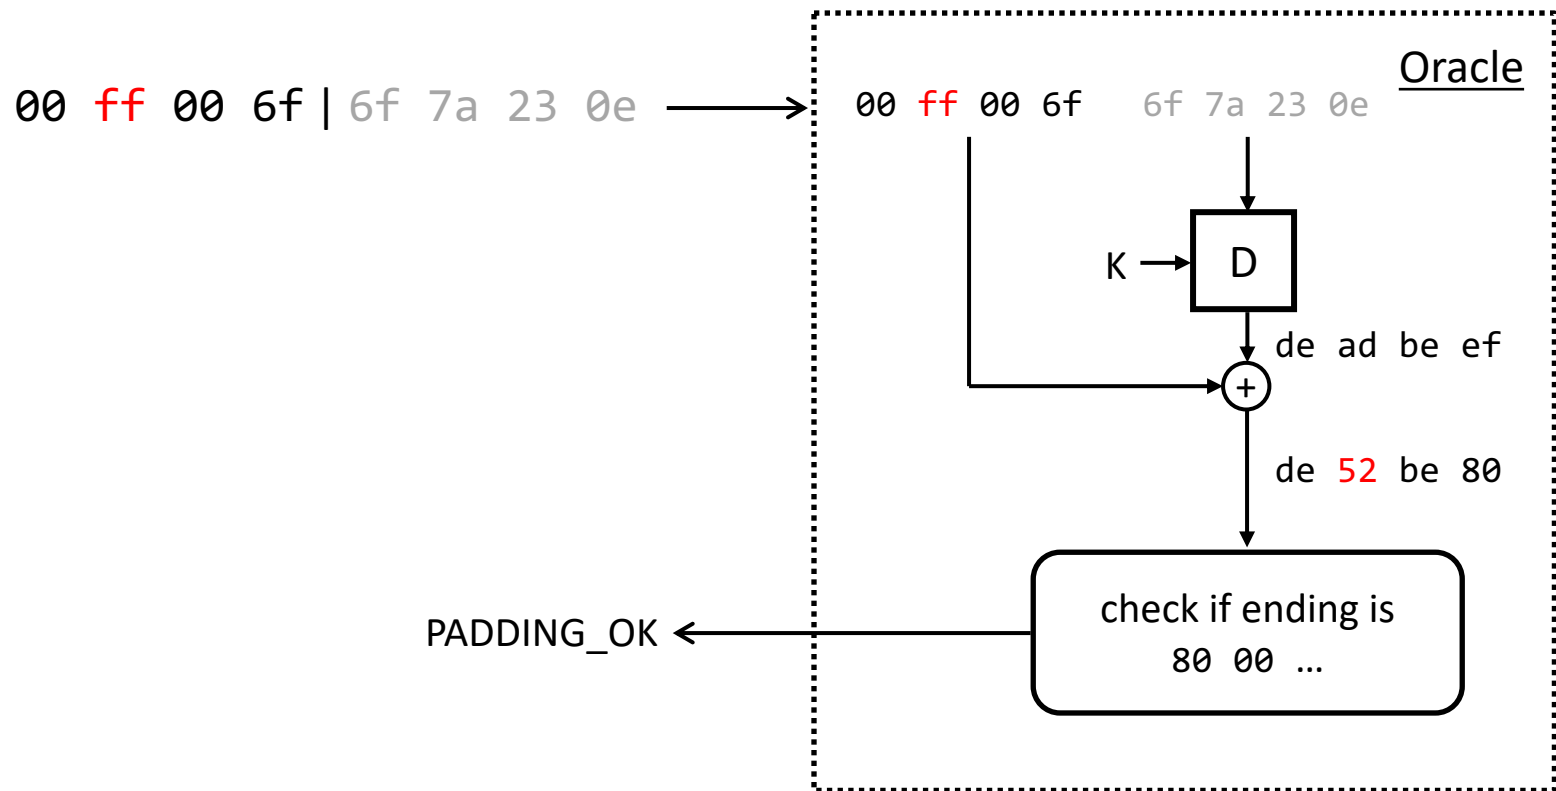 Oracle
00 ff 00 6f | 6f 7a 23 0e
00 ff 00 6f 6f 7a 23 0e
K
D
de ad be ef
+
de 52 be 80
check if ending is
80 00 …
PADDING_OK